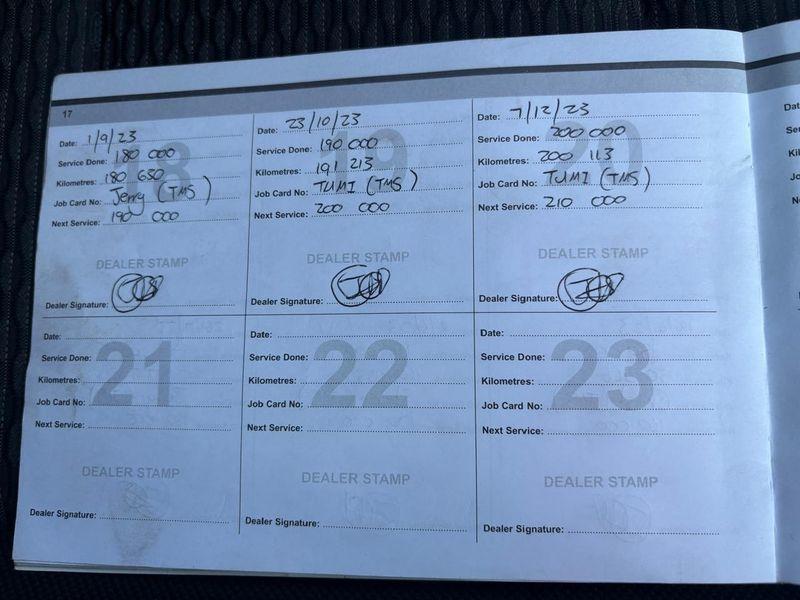 17
18
Date: 1/9/23
Service Done: 180 000
Kilometres: 180 650
Job Card No: Jerry (TMS)
Next Service: 190 000
DEALER STAMP
Dealer Signature:
19
Date: 23/10/23
Service Done: 190 000
Kilometres: 191 213
Job Card No: TUMI (TMS)
Next Service: 200 000
DEALER STAMP
Dealer Signature:
20
Date: 7/12/23
Service Done: 200 000
Kilometres: 200 113
Job Card No: TUMI (TMS)
Next Service: 210 000
DEALER STAMP
Dealer Signature:
21
Date:
Service Done:
Kilometres:
Job Card No:
Next Service:
DEALER STAMP
Dealer Signature:
22
Date:
Service Done:
Kilometres:
Job Card No:
Next Service:
DEALER STAMP
Dealer Signature:
23
Date:
Service Done:
Kilometres:
Job Card No:
Next Service:
DEALER STAMP
Dealer Signature: